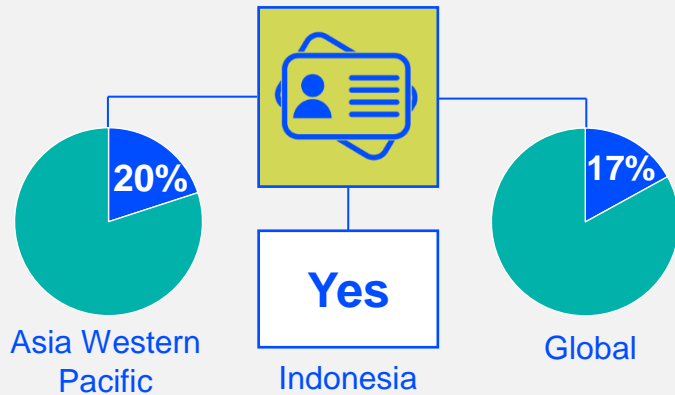 20%
Asia Western
Pacific
Yes
Indonesia
17%
Global